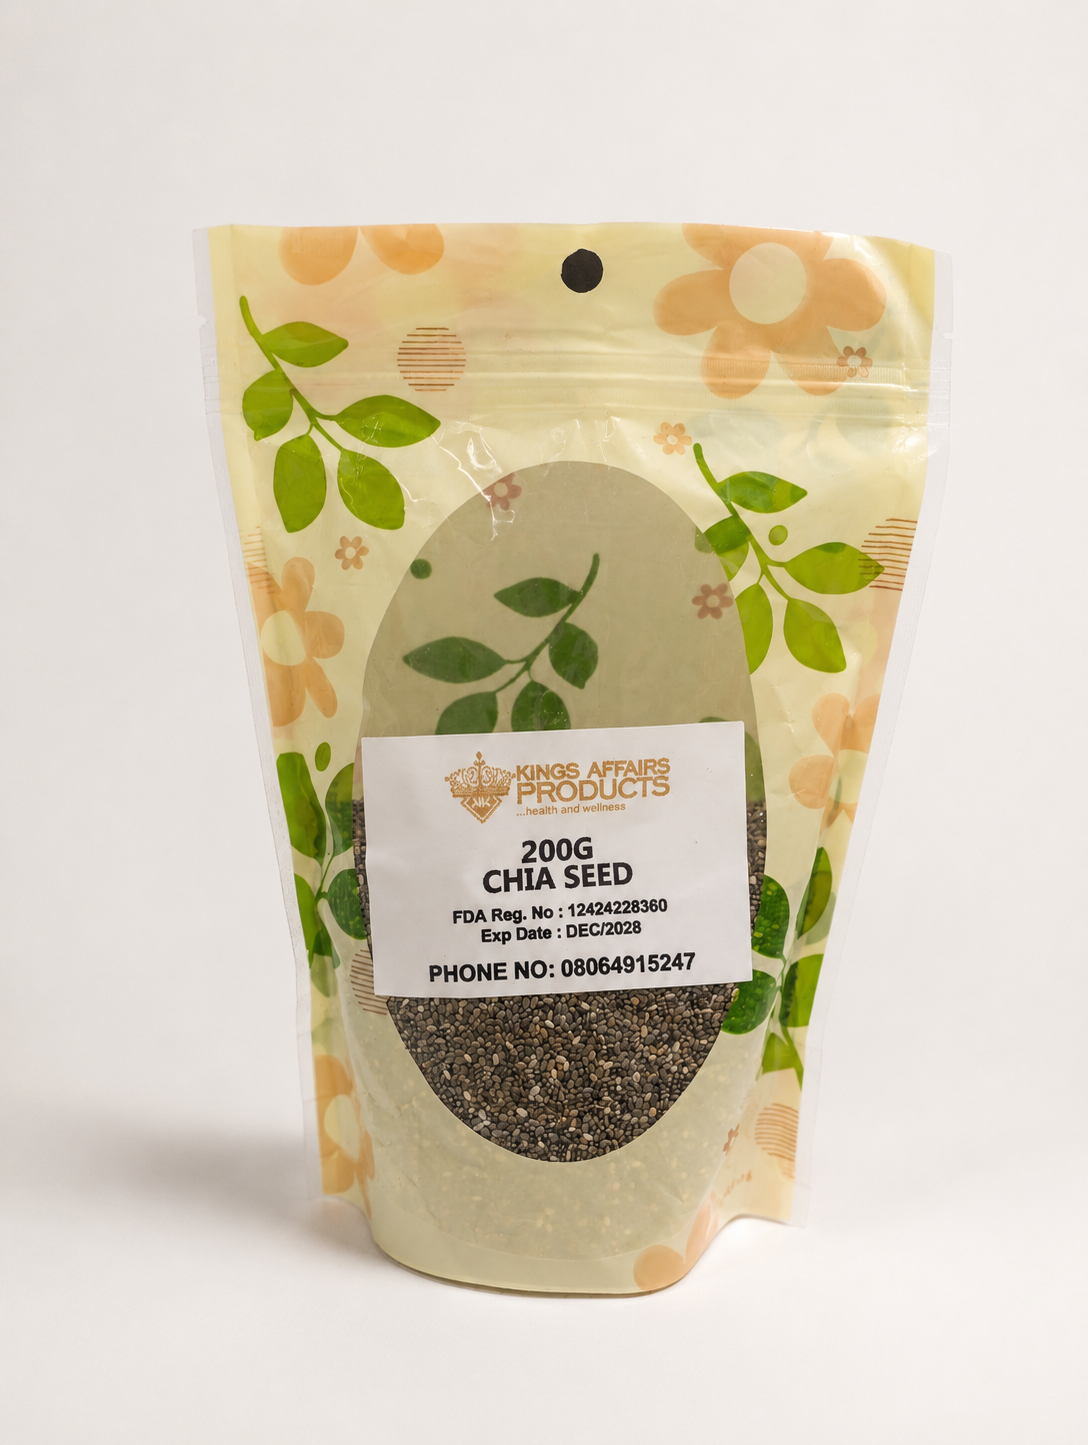 KINGS AFFAIRS
PRODUCTS
...health and wellness
200G
CHIA SEED
FDA Reg. No : 12424228360
Exp Date : DEC/2028
PHONE NO: 08064915247